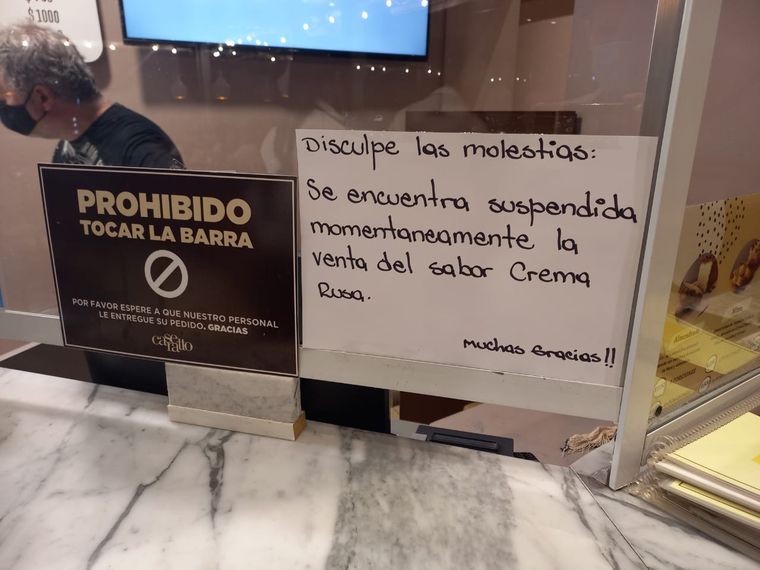 $1000
PROHIBIDO
TOCAR LA BARRA
POR FAVOR ESPERE A QUE NUESTRO PERSONAL
LE ENTREGUE SU PEDIDO. GRACIAS
Disculpe las molestias:
Se encuentra suspendida
momentaneamente la
venta del sabor Crema
Rusa.
muchas Gracias!!